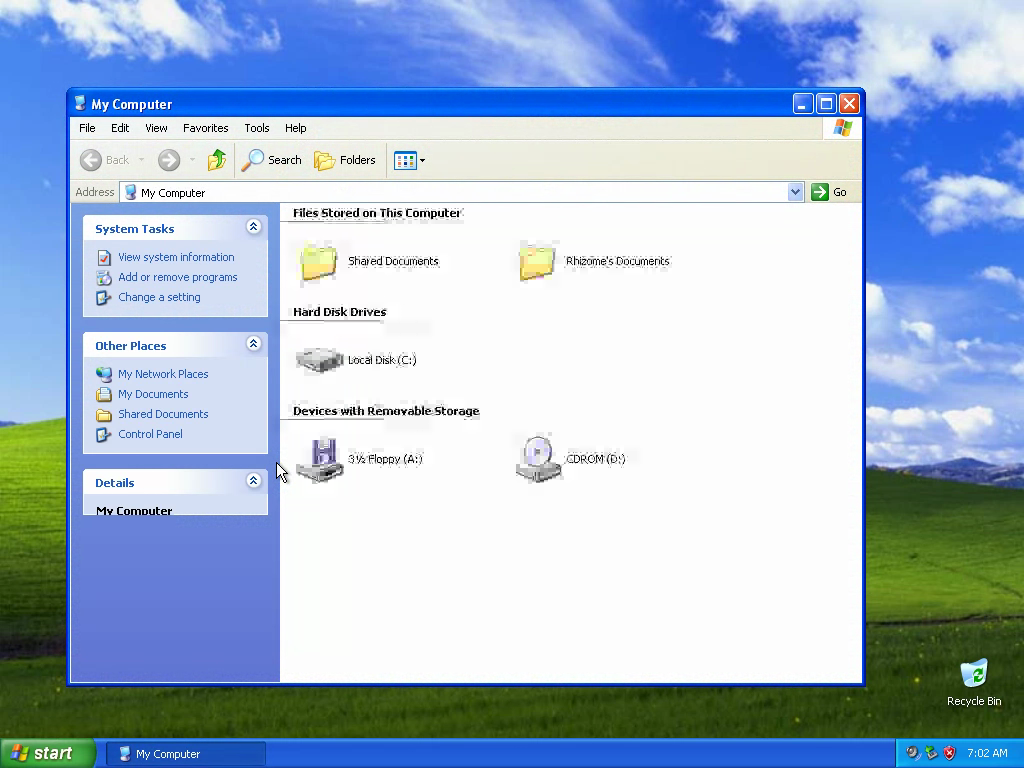 My Computer
File Edit View Favorites Tools Help
Back Search Folders
Address My Computer Go
System Tasks
View system information
Add or remove programs
Change a setting
Other Places
My Network Places
My Documents
Shared Documents
Control Panel
Details
My Computer
Files Stored on This Computer
Shared Documents Rhizome's Documents
Hard Disk Drives
Local Disk (C:)
Devices with Removable Storage
3½ Floppy (A:) CDROM (D:)
Recycle Bin
start My Computer 7:02 AM